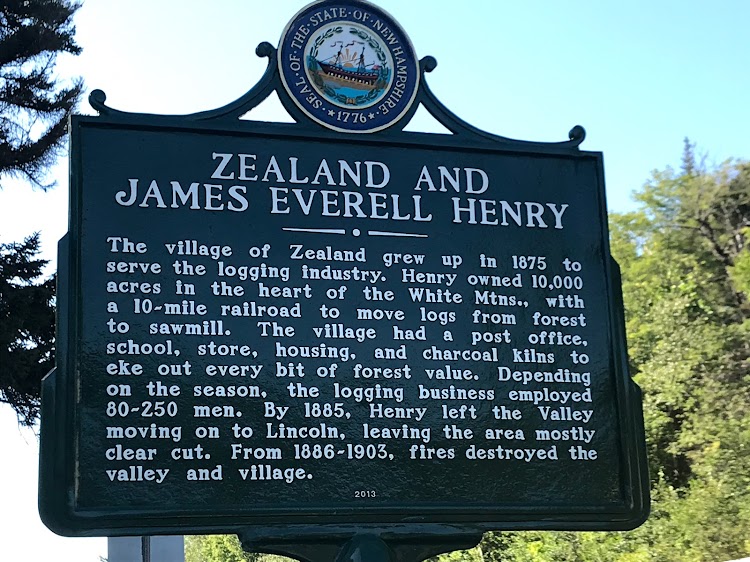 SEAL·OF·THE·STATE·OF·NEW HAMPSHIRE
★1776★
ZEALAND AND
JAMES EVERELL HENRY
The village of Zealand grew up in 1875 to
serve the logging industry. Henry owned 10,000
acres in the heart of the White Mtns., with
a 10-mile railroad to move logs from forest
to sawmill. The village had a post office,
school, store, housing, and charcoal kilns to
eke out every bit of forest value. Depending
on the season, the logging business employed
80-250 men. By 1885, Henry left the Valley
moving on to Lincoln, leaving the area mostly
clear cut. From 1886-1903, fires destroyed the
valley and village.
2013